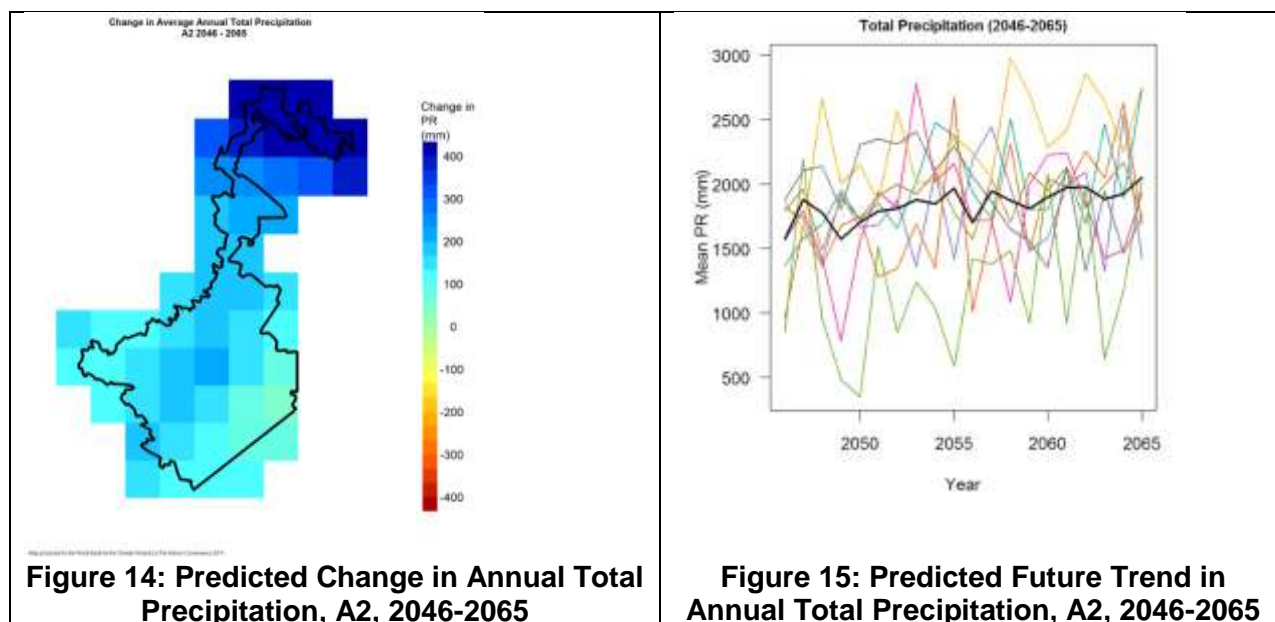 Change in Average Annual Total Precipitation
A2 2046 - 2065
Change in
PR
(mm)
400
300
200
100
0
-100
-200
-300
-400
Figure 14: Predicted Change in Annual Total
Precipitation, A2, 2046-2065
Total Precipitation (2046-2065)
Mean PR (mm)
3000
2500
2000
1500
1000
500
2050
2055
2060
2065
Year
Figure 15: Predicted Future Trend in
Annual Total Precipitation, A2, 2046-2065